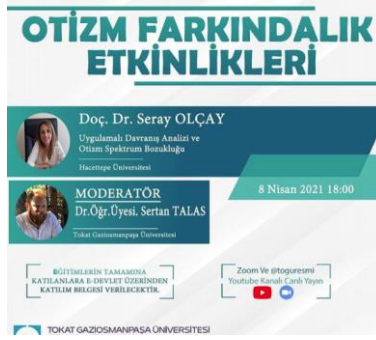 OTİZM FARKINDALIK
ETKİNLİKLERİ
Doç. Dr. Seray OLÇAY
Uygulamalı Davranış Analizi ve
Otizm Spektrum Bozukluğu
Hacettepe Üniversitesi
8 Nisan 2021 18:00
MODERATÖR
Dr.Öğr.Üyesi. Sertan TALAS
Tokat Gaziosmanpaşa Üniversitesi
EĞİTİMLERİN TAMAMINA
KATILANLARA E-DEVLET ÜZERİNDEN
KATILIM BELGESİ VERİLECEKTİR.
Zoom Ve @toguresmi
Youtube Kanalı Canlı Yayın
TOKAT GAZİOSMANPAŞA ÜNİVERSİTESİ